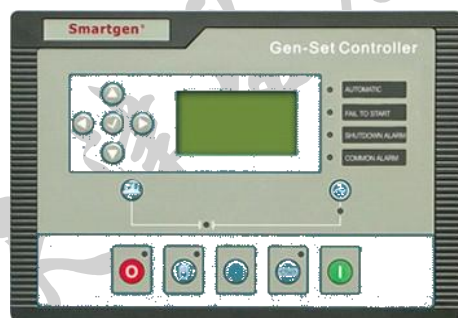 Smartgen
Gen-Set Controller
AUTOMATIC
FAIL TO START
SHUTDOWN ALARM
COMMON ALARM